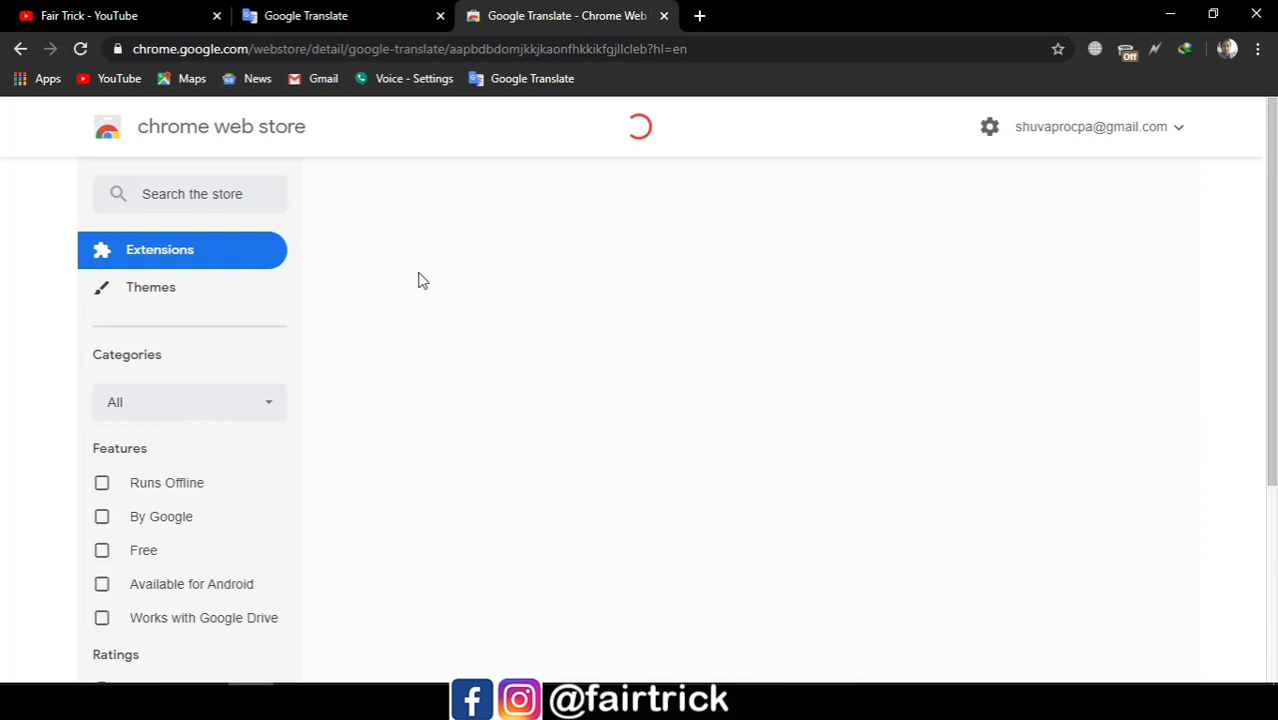 Fair Trick - YouTube
Google Translate
Google Translate - Chrome Web
chrome.google.com/webstore/detail/google-translate/aapbdbdomjkkjkaonfhkkikfgjllcleb?hl=en
Off
Apps
YouTube
Maps
News
Gmail
Voice - Settings
Google Translate
chrome web store
shuvaprocpa@gmail.com
Search the store
Extensions
Themes
Categories
All
Features
Runs Offline
By Google
Free
Available for Android
Works with Google Drive
Ratings
@fairtrick